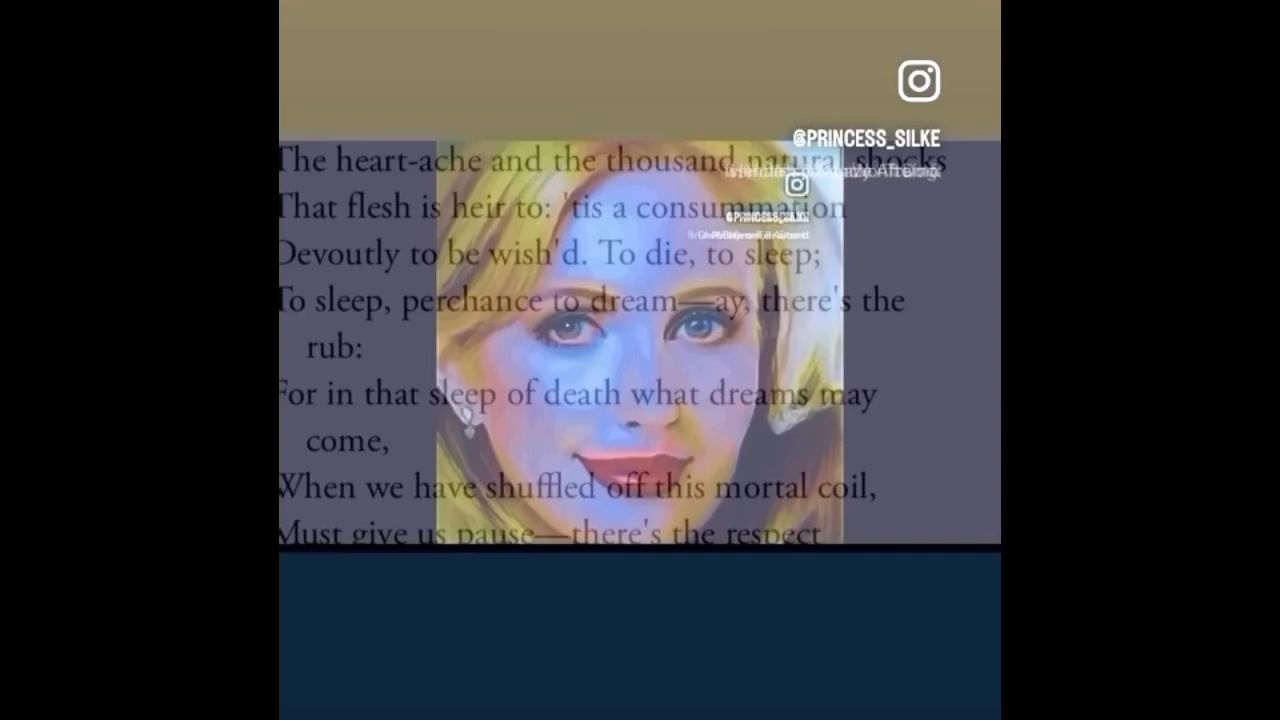 @PRINCESS_SILKE
The heart-ache and the thousand natural shocks
@PRINCESS_SILKE
That flesh is heir to: 'tis a consummation
Devoutly to be wish'd. To die, to sleep;
To sleep, perchance to dream—ay, there's the
rub:
For in that sleep of death what dreams may
come,
When we have shuffled off this mortal coil,
Must give us pause—there's the respect